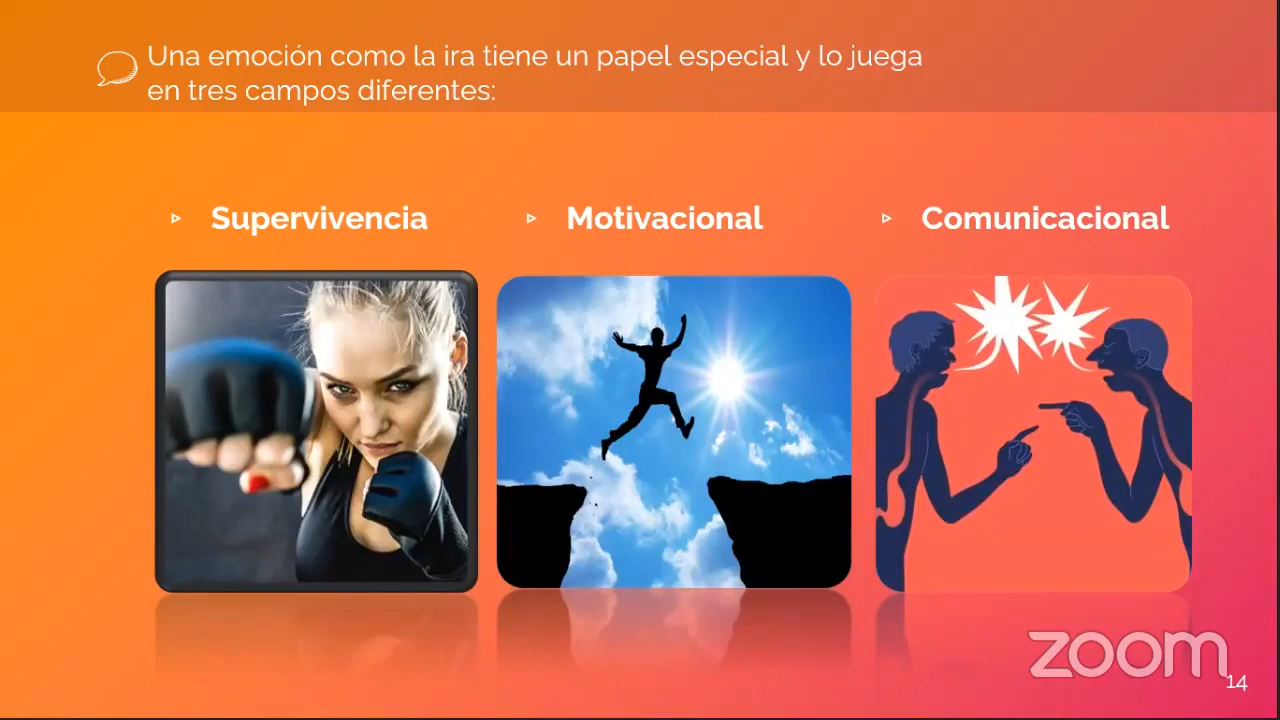 Una emoción como la ira tiene un papel especial y lo juega
en tres campos diferentes:
Supervivencia
Motivacional
Comunicacional
zoom
14